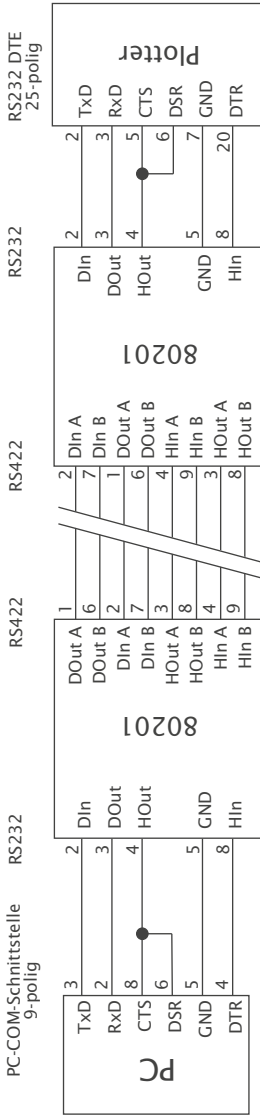 PC-COM-Schnittstelle
9-polig
PC
3 TxD
2 RxD
8 CTS
6 DSR
5 GND
4 DTR
RS232
2 DIn
3 DOut
4 HOut
5 GND
8 HIn
80201
RS422
1 DOut A
6 DOut B
2 DIn A
7 DIn B
3 HOut A
8 HOut B
4 HIn A
9 HIn B
RS422
2 DIn A
7 DIn B
1 DOut A
6 DOut B
4 HIn A
9 HIn B
3 HOut A
8 HOut B
80201
RS232
2 DIn
3 DOut
4 HOut
5 GND
8 HIn
RS232 DTE
25-polig
2 TxD
3 RxD
5 CTS
6 DSR
7 GND
20 DTR
Plotter